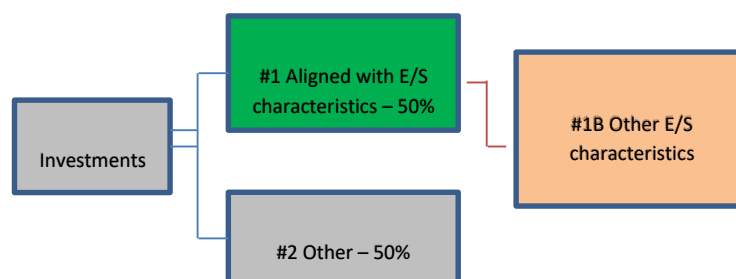 #1 Aligned with E/S
characteristics – 50%
#1B Other E/S
characteristics
Investments
#2 Other – 50%